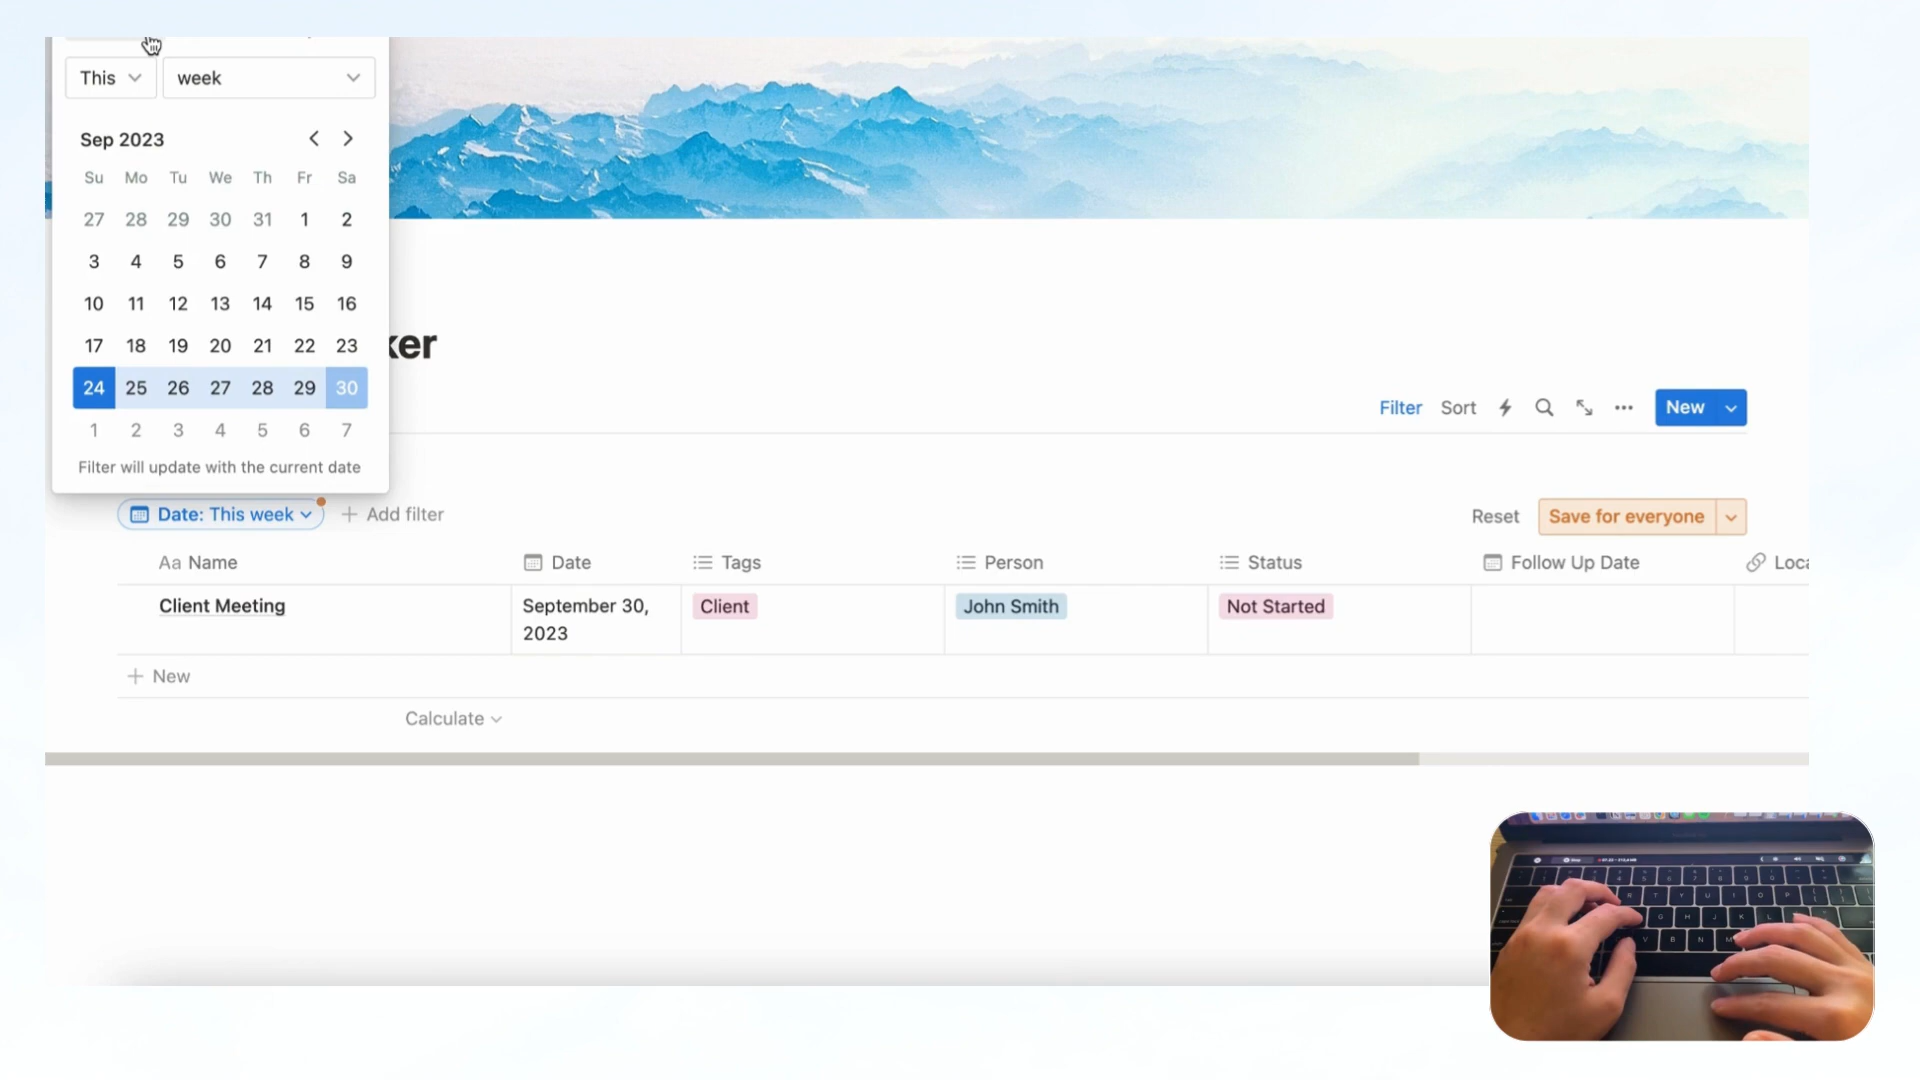 This week
Sep 2023
Su Mo Tu We Th Fr Sa
27 28 29 30 31 1 2
3 4 5 6 7 8 9
10 11 12 13 14 15 16
17 18 19 20 21 22 23
24 25 26 27 28 29 30
1 2 3 4 5 6 7
Filter will update with the current date
ker
Filter Sort New
Date: This week Add filter Reset Save for everyone
Aa Name Date Tags Person Status Follow Up Date Loca
Client Meeting September 30, Client John Smith Not Started
2023
New
Calculate